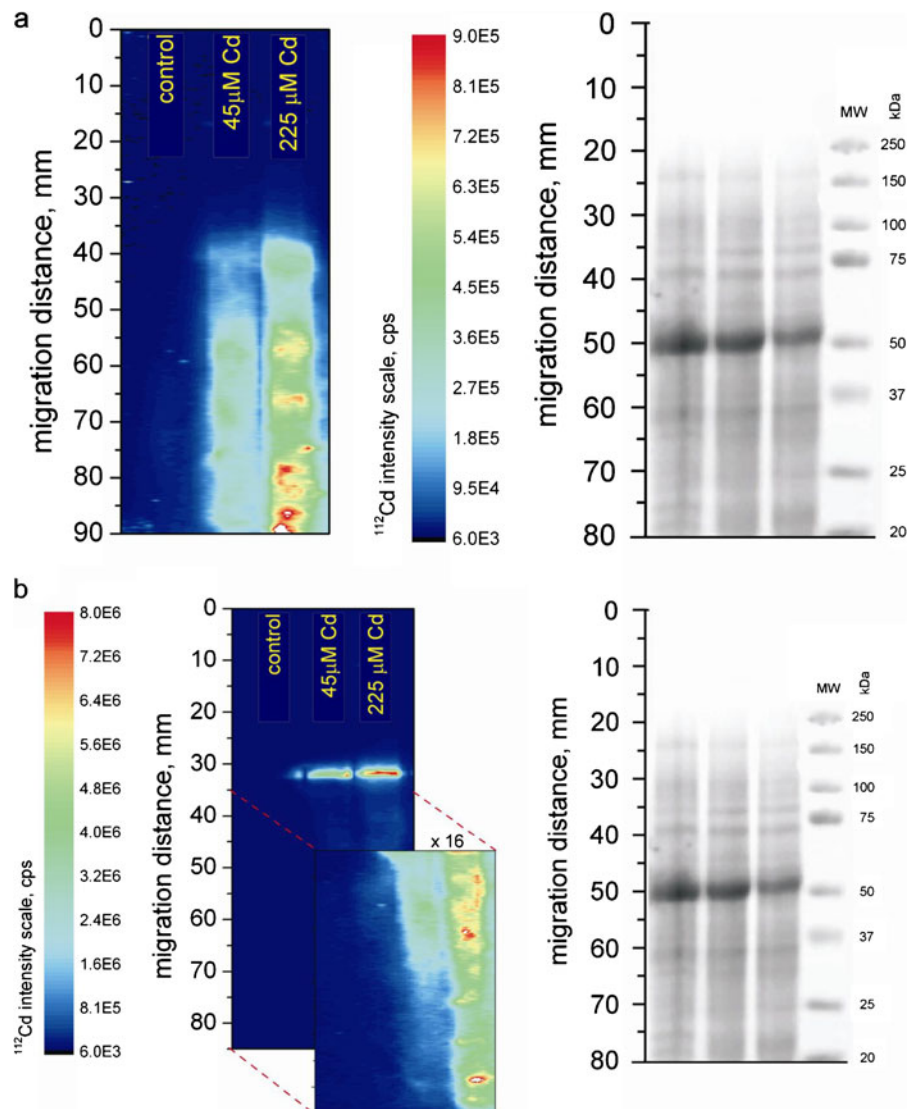 a
0
10
20
30
40
50
60
70
80
90
migration distance, mm
control
45µM Cd
225 µM Cd
9.0E5
8.1E5
7.2E5
6.3E5
5.4E5
4.5E5
3.6E5
2.7E5
1.8E5
9.5E4
6.0E3
¹¹²Cd intensity scale, cps
0
10
20
30
40
50
60
70
80
migration distance, mm
MW
kDa
250
150
100
75
50
37
25
20
b
8.0E6
7.2E6
6.4E6
5.6E6
4.8E6
4.0E6
3.2E6
2.4E6
1.6E6
8.1E5
6.0E3
¹¹²Cd intensity scale, cps
0
10
20
30
40
50
60
70
80
migration distance, mm
control
45µM Cd
225 µM Cd
x 16
0
10
20
30
40
50
60
70
80
migration distance, mm
MW
kDa
250
150
100
75
50
37
25
20